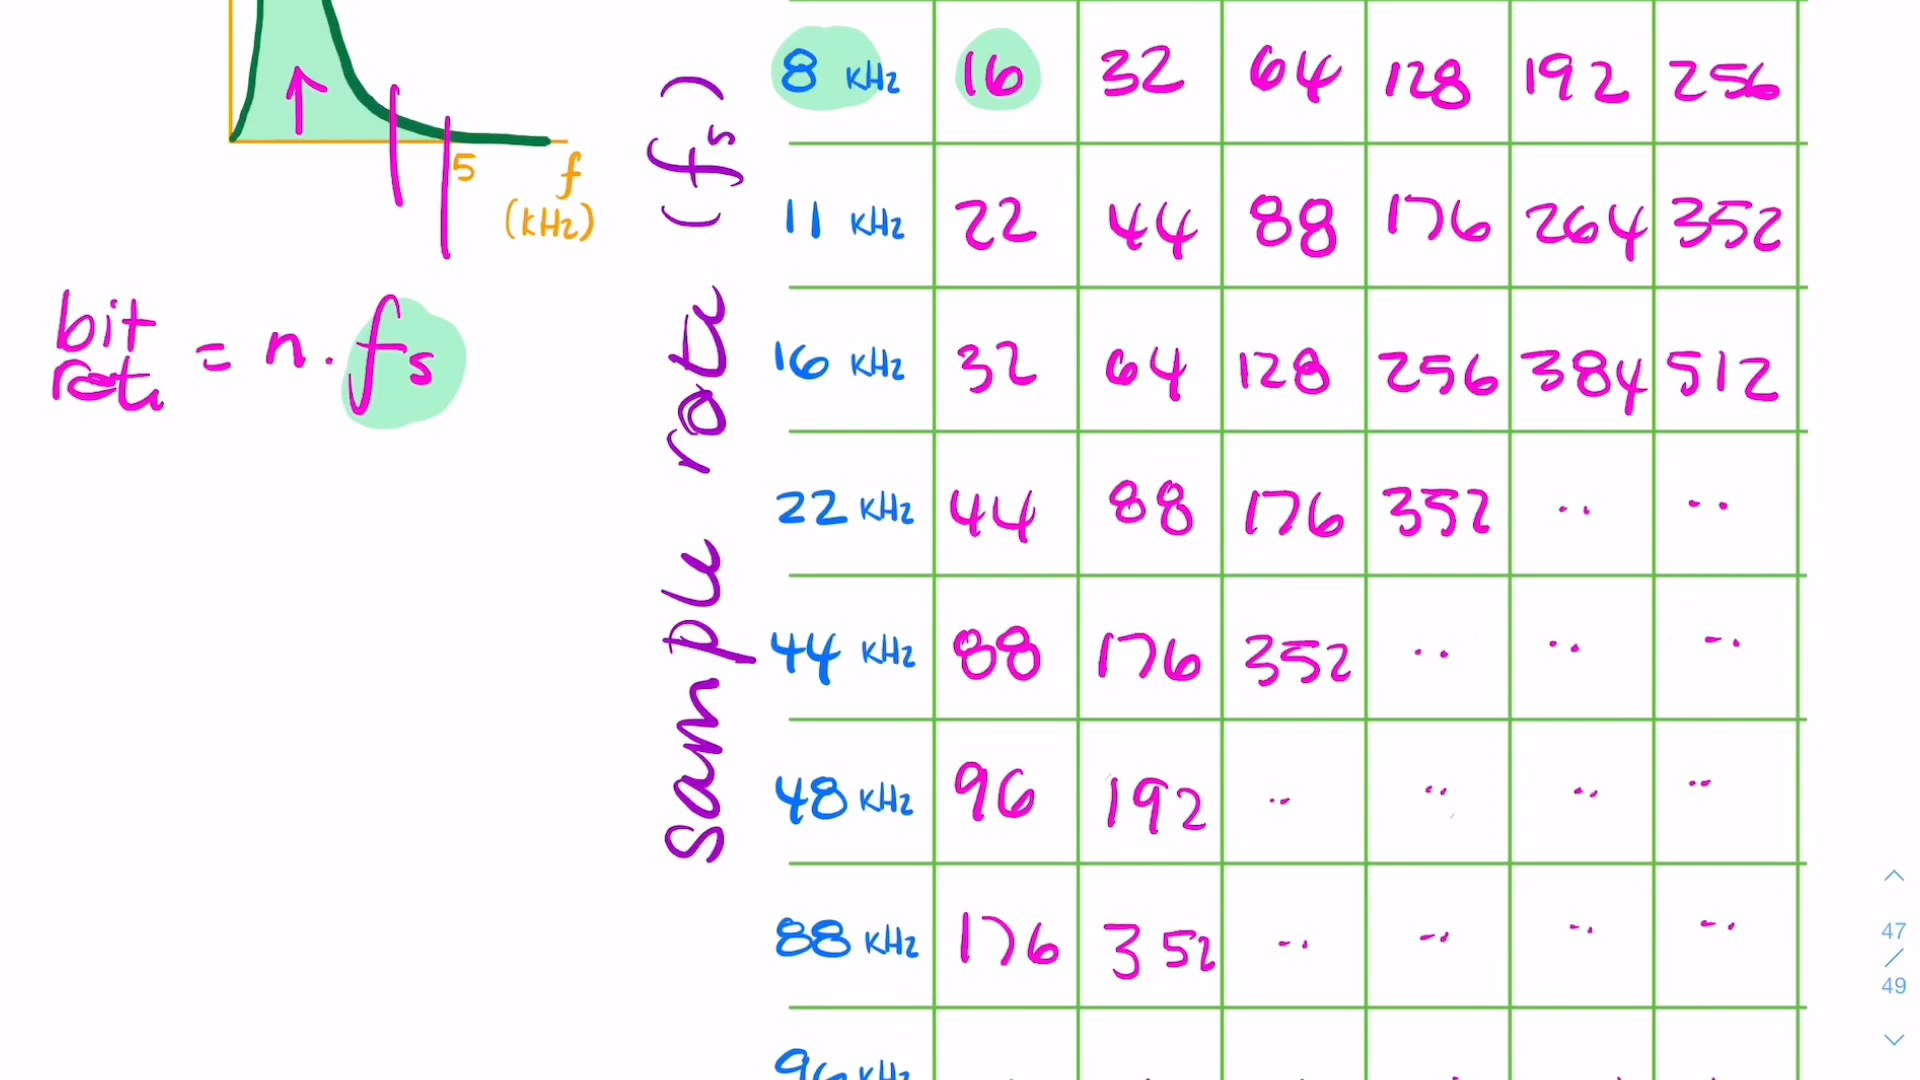 5 f
(KHz)
bit
rate = n . fs
sample rate (fs)
8 KHz 16 32 64 128 192 256
11 KHz 22 44 88 176 264 352
16 KHz 32 64 128 256 384 512
22 KHz 44 88 176 352 .. ..
44 KHz 88 176 352 .. .. ..
48 KHz 96 192 .. .. .. ..
88 KHz 176 352 .. .. .. ..
96 KHz
47
/
49